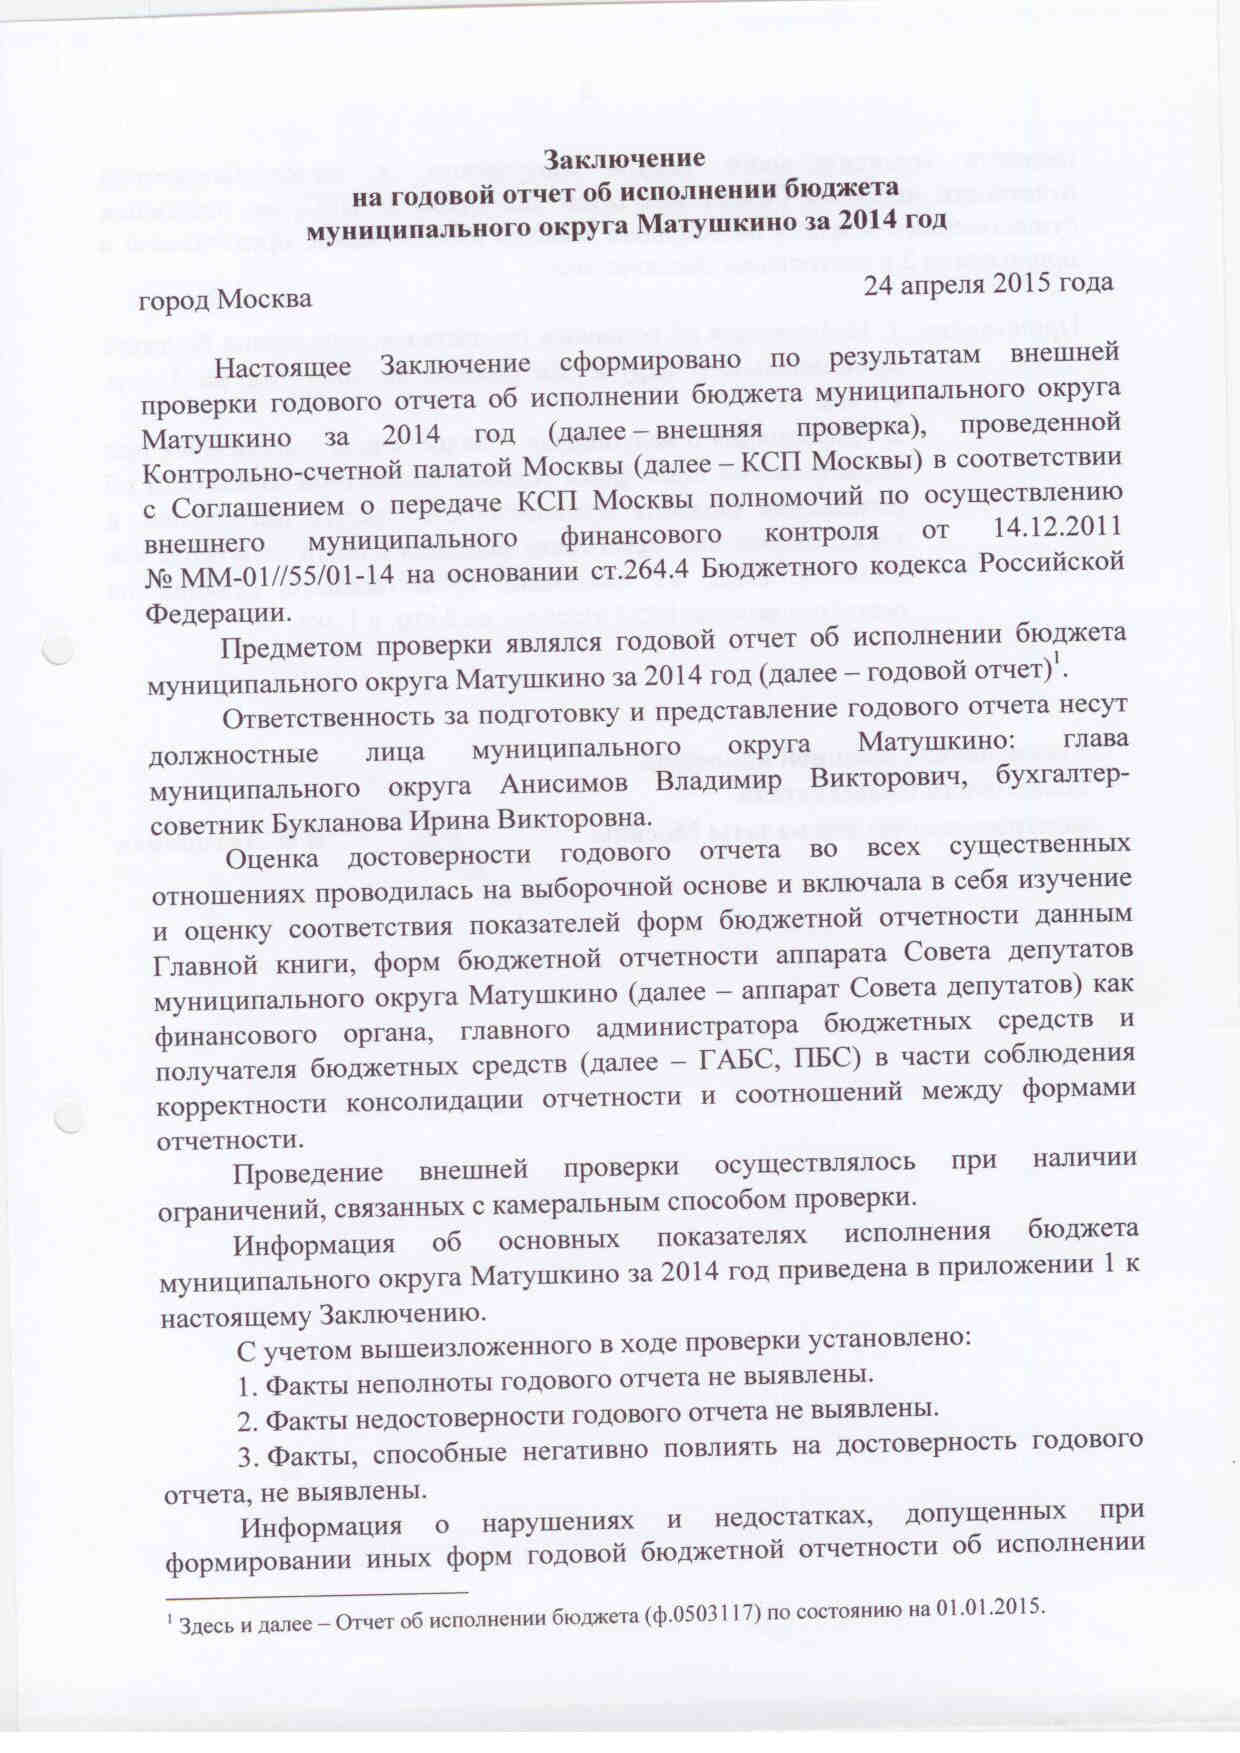 Заключение
на годовой отчет об исполнении бюджета
муниципального округа Матушкино за 2014 год
город Москва
24 апреля 2015 года
Настоящее Заключение сформировано по результатам внешней
проверки годового отчета об исполнении бюджета муниципального округа
Матушкино за 2014 год (далее – внешняя проверка), проведенной
Контрольно-счетной палатой Москвы (далее – КСП Москвы) в соответствии
с Соглашением о передаче КСП Москвы полномочий по осуществлению
внешнего муниципального финансового контроля от 14.12.2011
№ ММ-01//55/01-14 на основании ст.264.4 Бюджетного кодекса Российской
Федерации.
Предметом проверки являлся годовой отчет об исполнении бюджета
муниципального округа Матушкино за 2014 год (далее – годовой отчет)¹.
Ответственность за подготовку и представление годового отчета несут
должностные лица муниципального округа Матушкино: глава
муниципального округа Анисимов Владимир Викторович, бухгалтер-
советник Букланова Ирина Викторовна.
Оценка достоверности годового отчета во всех существенных
отношениях проводилась на выборочной основе и включала в себя изучение
и оценку соответствия показателей форм бюджетной отчетности данным
Главной книги, форм бюджетной отчетности аппарата Совета депутатов
муниципального округа Матушкино (далее – аппарат Совета депутатов) как
финансового органа, главного администратора бюджетных средств и
получателя бюджетных средств (далее – ГАБС, ПБС) в части соблюдения
корректности консолидации отчетности и соотношений между формами
отчетности.
Проведение внешней проверки осуществлялось при наличии
ограничений, связанных с камеральным способом проверки.
Информация об основных показателях исполнения бюджета
муниципального округа Матушкино за 2014 год приведена в приложении 1 к
настоящему Заключению.
С учетом вышеизложенного в ходе проверки установлено:
1. Факты неполноты годового отчета не выявлены.
2. Факты недостоверности годового отчета не выявлены.
3. Факты, способные негативно повлиять на достоверность годового
отчета, не выявлены.
Информация о нарушениях и недостатках, допущенных при
формировании иных форм годовой бюджетной отчетности об исполнении
¹ Здесь и далее – Отчет об исполнении бюджета (ф.0503117) по состоянию на 01.01.2015.